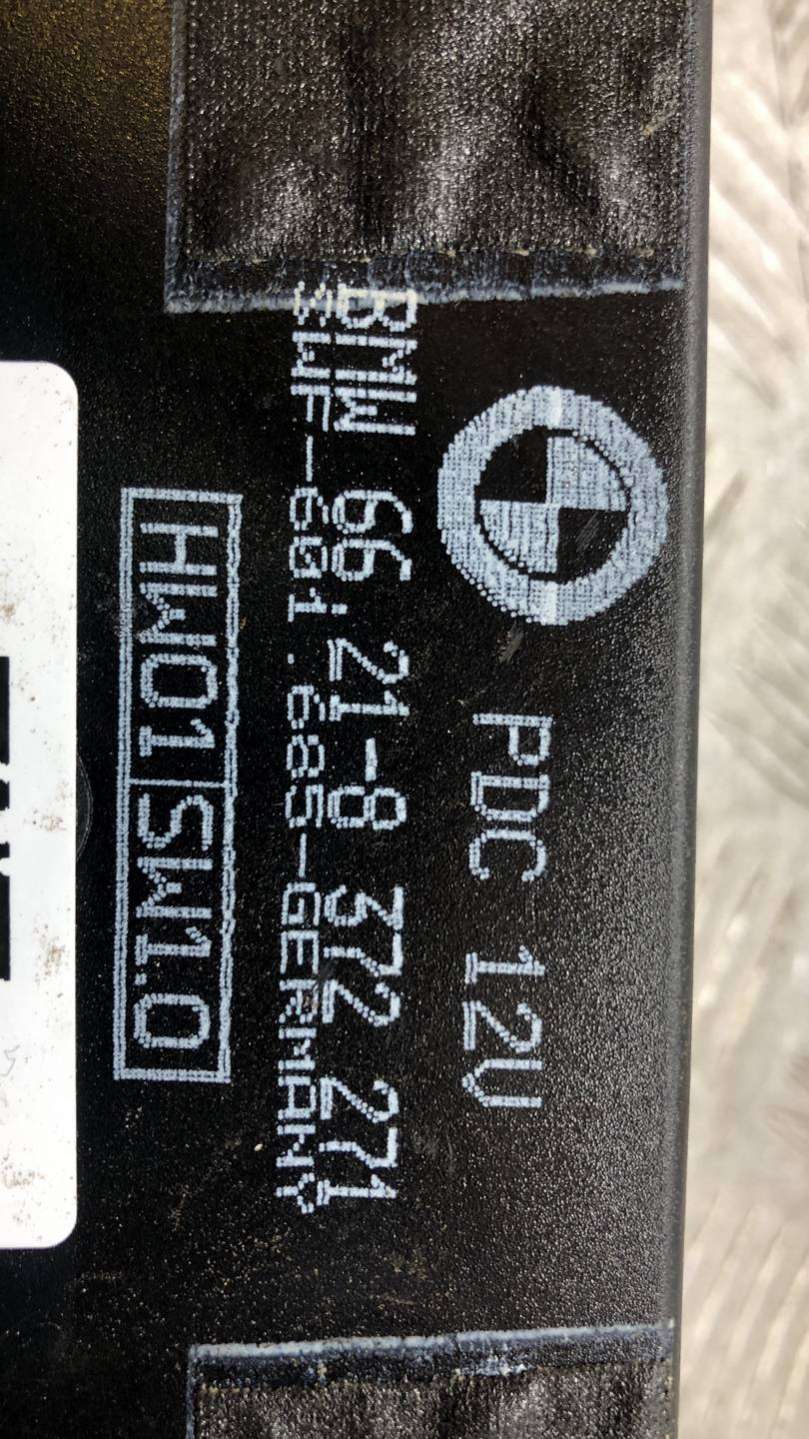 PDC 12V
BMW 66.21-8 372 271
SWF-601.685-GERMANY
HW01 SW1.0